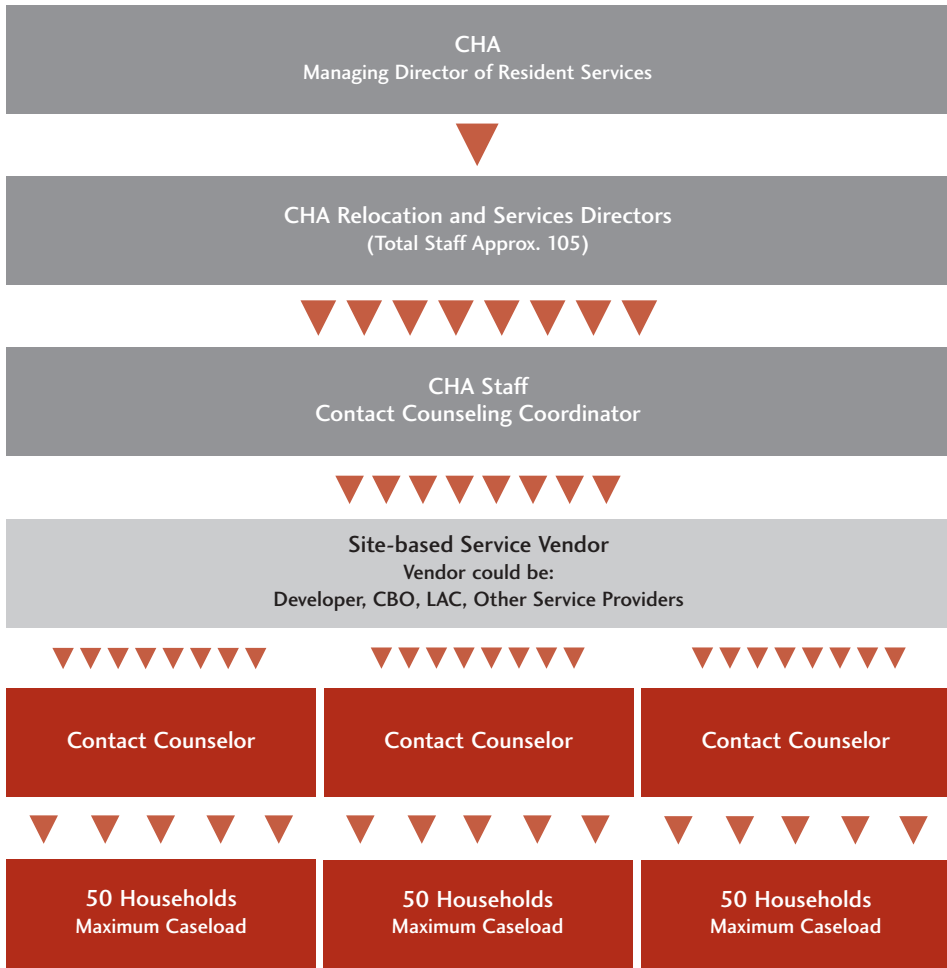 CHA
Managing Director of Resident Services
CHA Relocation and Services Directors
(Total Staff Approx. 105)
CHA Staff
Contact Counseling Coordinator
Site-based Service Vendor
Vendor could be:
Developer, CBO, LAC, Other Service Providers
Contact Counselor
Contact Counselor
Contact Counselor
50 Households
Maximum Caseload
50 Households
Maximum Caseload
50 Households
Maximum Caseload